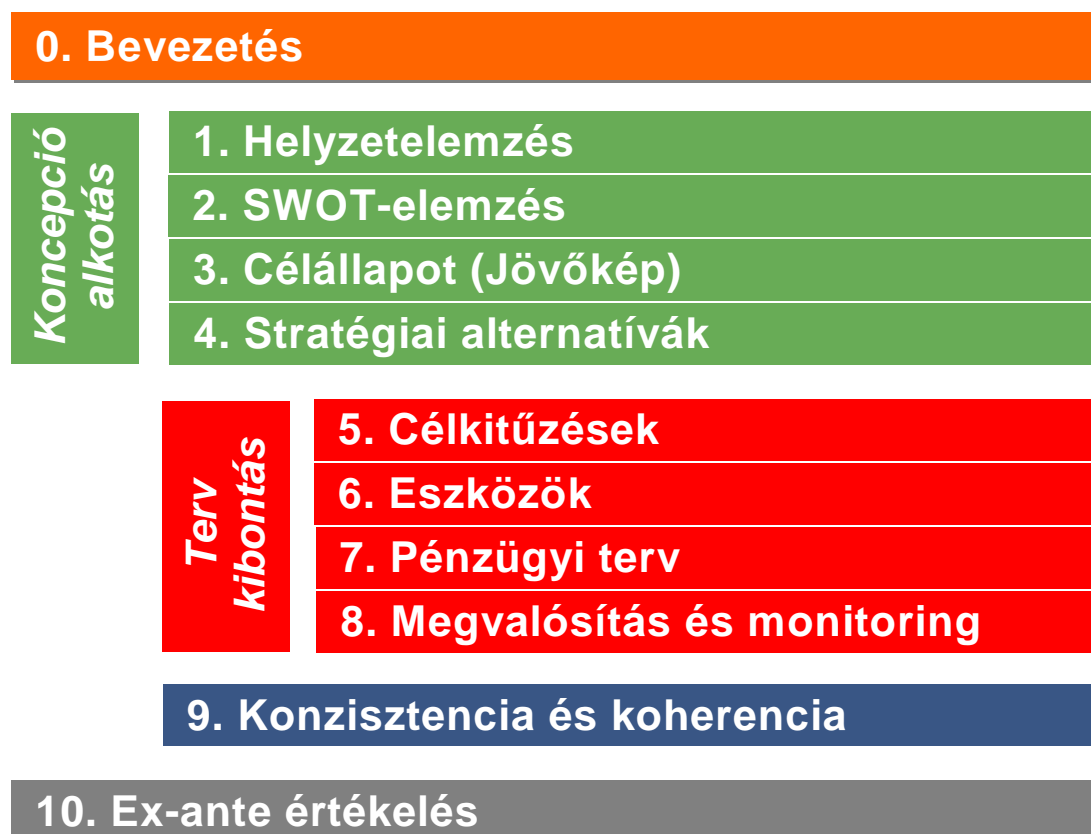 0. Bevezetés
Koncepció
alkotás
1. Helyzetelemzés
2. SWOT-elemzés
3. Célállapot (Jövőkép)
4. Stratégiai alternatívák
Terv
kibontás
5. Célkitűzések
6. Eszközök
7. Pénzügyi terv
8. Megvalósítás és monitoring
9. Konzisztencia és koherencia
10. Ex-ante értékelés